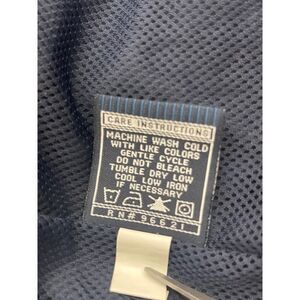 CARE INSTRUCTIONS
MACHINE WASH COLD
WITH LIKE COLORS
GENTLE CYCLE
DO NOT BLEACH
TUMBLE DRY LOW
COOL LOW IRON
IF NECESSARY
RN# 96621